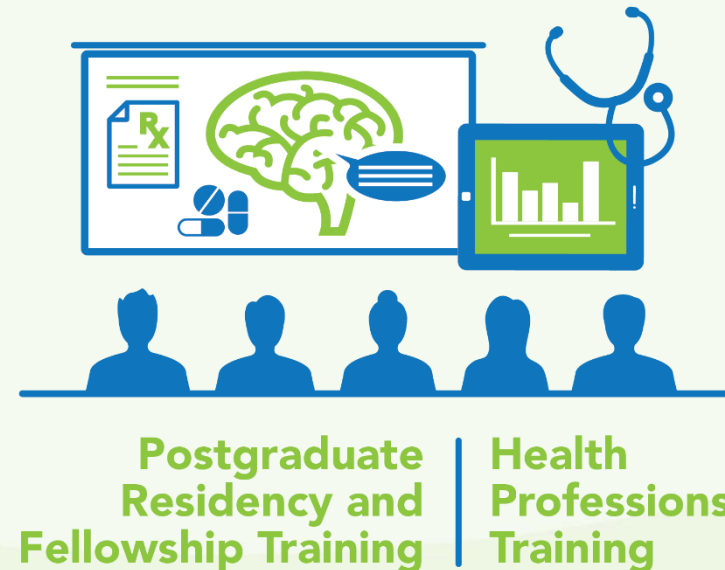 Rx
Postgraduate
Residency and
Fellowship Training
Health
Professions
Training